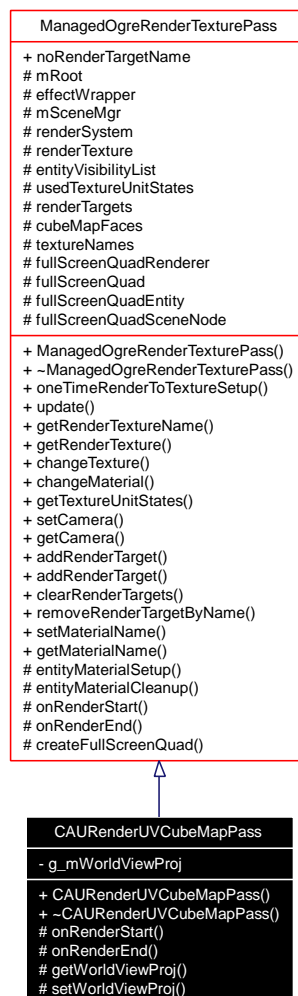 ManagedOgreRenderTexturePass
+ noRenderTargetName
# mRoot
# effectWrapper
# mSceneMgr
# renderSystem
# renderTexture
# entityVisibilityList
# usedTextureUnitStates
# renderTargets
# cubeMapFaces
# textureNames
# fullScreenQuadRenderer
# fullScreenQuad
# fullScreenQuadEntity
# fullScreenQuadSceneNode
+ ManagedOgreRenderTexturePass()
+ ~ManagedOgreRenderTexturePass()
+ oneTimeRenderToTextureSetup()
+ update()
+ getRenderTextureName()
+ getRenderTexture()
+ changeTexture()
+ changeMaterial()
+ getTextureUnitStates()
+ setCamera()
+ getCamera()
+ addRenderTarget()
+ addRenderTarget()
+ clearRenderTargets()
+ removeRenderTargetByName()
+ setMaterialName()
+ getMaterialName()
# entityMaterialSetup()
# entityMaterialCleanup()
# onRenderStart()
# onRenderEnd()
# createFullScreenQuad()
CAURenderUVCubeMapPass
- g_mWorldViewProj
+ CAURenderUVCubeMapPass()
+ ~CAURenderUVCubeMapPass()
# onRenderStart()
# onRenderEnd()
# getWorldViewProj()
# setWorldViewProj()